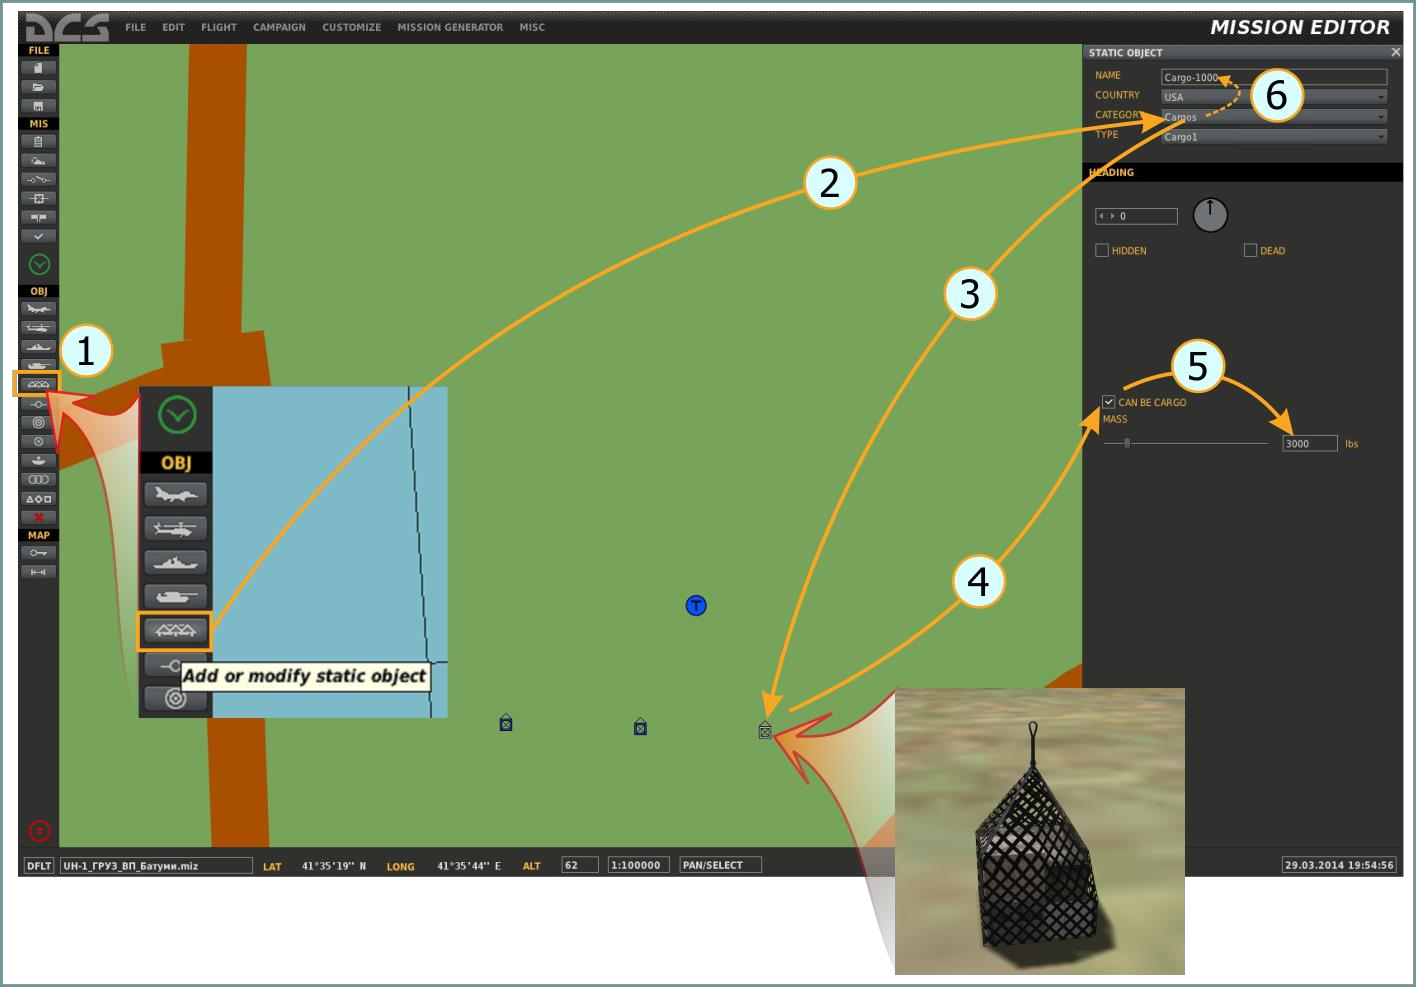 DCS FILE EDIT FLIGHT CAMPAIGN CUSTOMIZE MISSION GENERATOR MISC MISSION EDITOR
FILE
MIS
OBJ
MAP
STATIC OBJECT
NAME Cargo-1000
COUNTRY USA
CATEGORY Cargos
TYPE Cargo1
HEADING
0
HIDDEN DEAD
CAN BE CARGO
MASS
3000 lbs
1
2
3
4
5
6
OBJ
Add or modify static object
T
DFLT UH-1_ГРУЗ_ВП_Батуми.miz LAT 41°35'19" N LONG 41°35'44" E ALT 62 1:100000 PAN/SELECT 29.03.2014 19:54:56